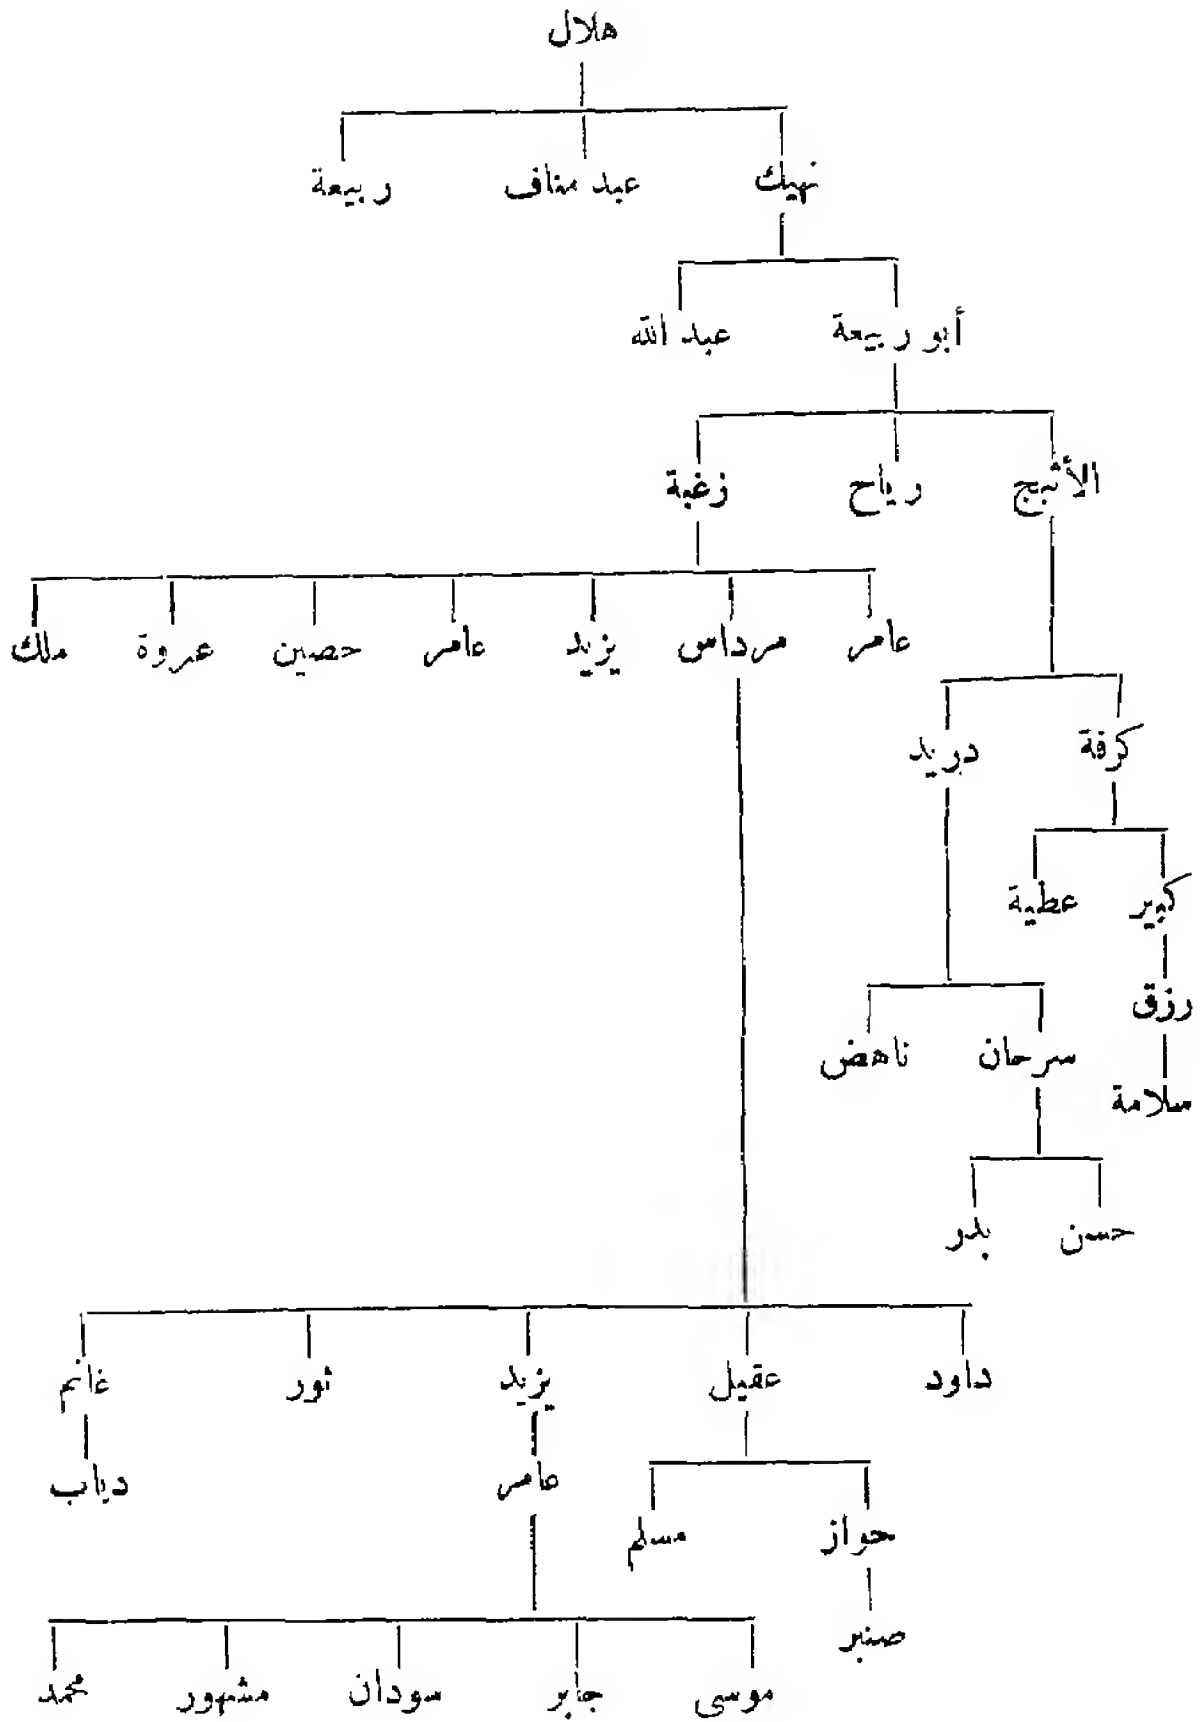 هلال
نهيك عبد مناف ربيعة
أبو ربيعة عبد الله
الأثبج رياح زغبة
عامر مرداس يزيد عامر حصين عروة ملك
كرفة دريد
كبير عطية
رزق
سرحان ناهض
سلامة
حسن بدر
داود عقيل يزيد ثور غانم
عامر دياب
حواز مسلم
صنبر
موسى جابر سودان مشهور محمد